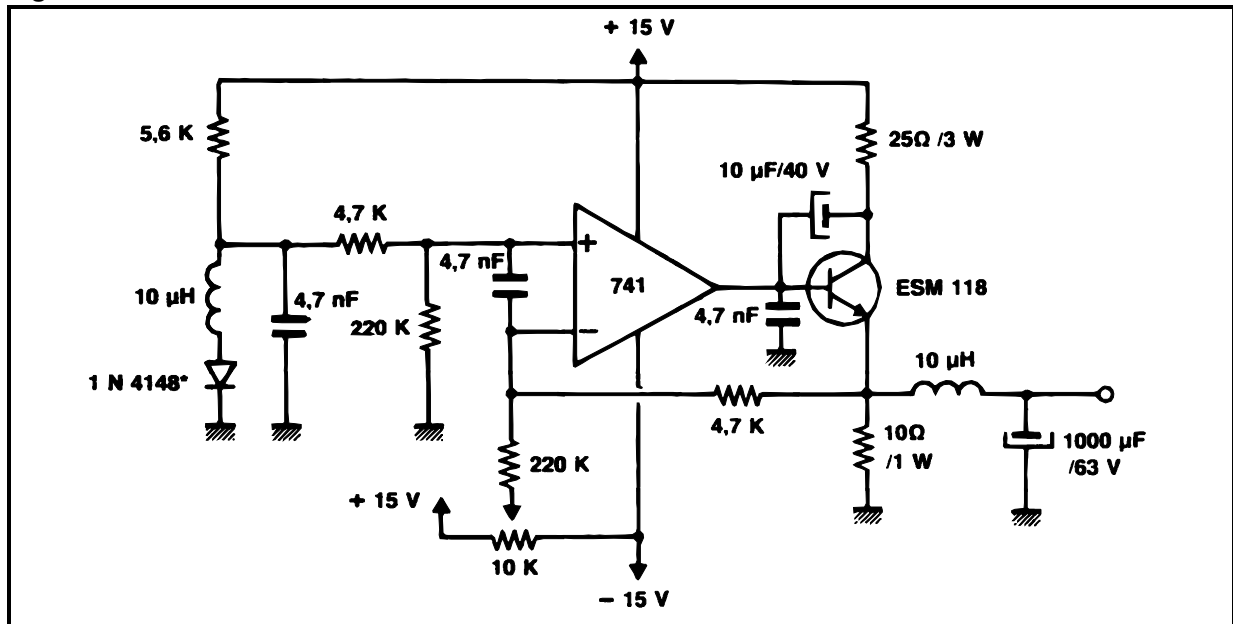 + 15 V
5,6 K
25Ω /3 W
10 µF/40 V
4,7 K
+
4,7 nF
741
ESM 118
10 µH
4,7 nF
220 K
4,7 nF
−
10 µH
1 N 4148*
4,7 K
10Ω
/1 W
1000 µF
/63 V
220 K
+ 15 V
10 K
− 15 V